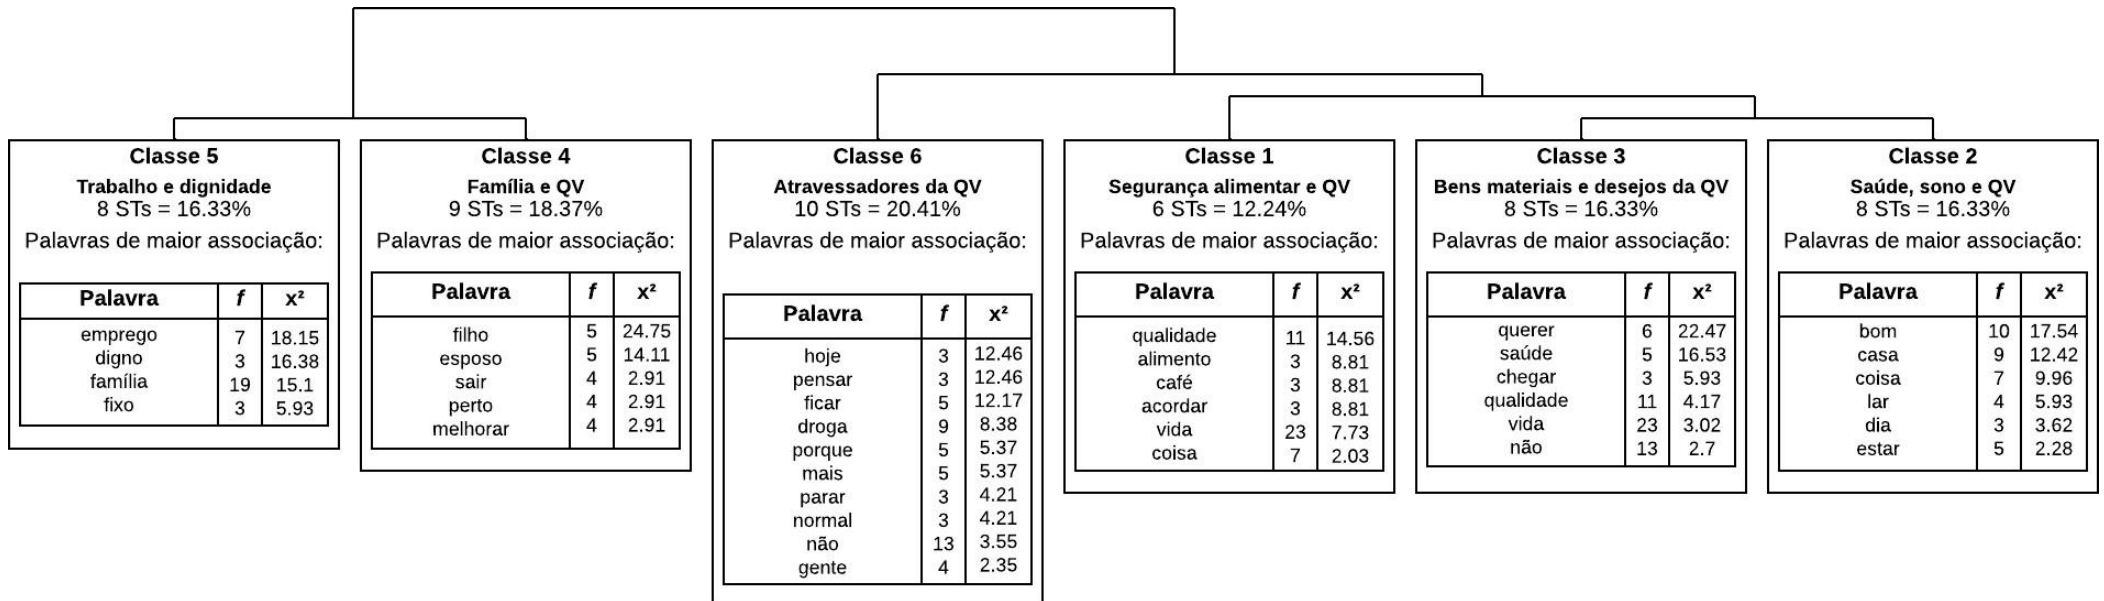 Classe 5
Trabalho e dignidade
8 STs = 16.33%
Palavras de maior associação:
Palavra f x²
emprego 7 18.15
digno 3 16.38
família 19 15.1
fixo 3 5.93
Classe 4
Família e QV
9 STs = 18.37%
Palavras de maior associação:
Palavra f x²
filho 5 24.75
esposo 5 14.11
sair 4 2.91
perto 4 2.91
melhorar 4 2.91
Classe 6
Atravessadores da QV
10 STs = 20.41%
Palavras de maior associação:
Palavra f x²
hoje 3 12.46
pensar 3 12.46
ficar 5 12.17
droga 9 8.38
porque 5 5.37
mais 5 5.37
parar 3 4.21
normal 3 4.21
não 13 3.55
gente 4 2.35
Classe 1
Segurança alimentar e QV
6 STs = 12.24%
Palavras de maior associação:
Palavra f x²
qualidade 11 14.56
alimento 3 8.81
café 3 8.81
acordar 3 8.81
vida 23 7.73
coisa 7 2.03
Classe 3
Bens materiais e desejos da QV
8 STs = 16.33%
Palavras de maior associação:
Palavra f x²
querer 6 22.47
saúde 5 16.53
chegar 3 5.93
qualidade 11 4.17
vida 23 3.02
não 13 2.7
Classe 2
Saúde, sono e QV
8 STs = 16.33%
Palavras de maior associação:
Palavra f x²
bom 10 17.54
casa 9 12.42
coisa 7 9.96
lar 4 5.93
dia 3 3.62
estar 5 2.28